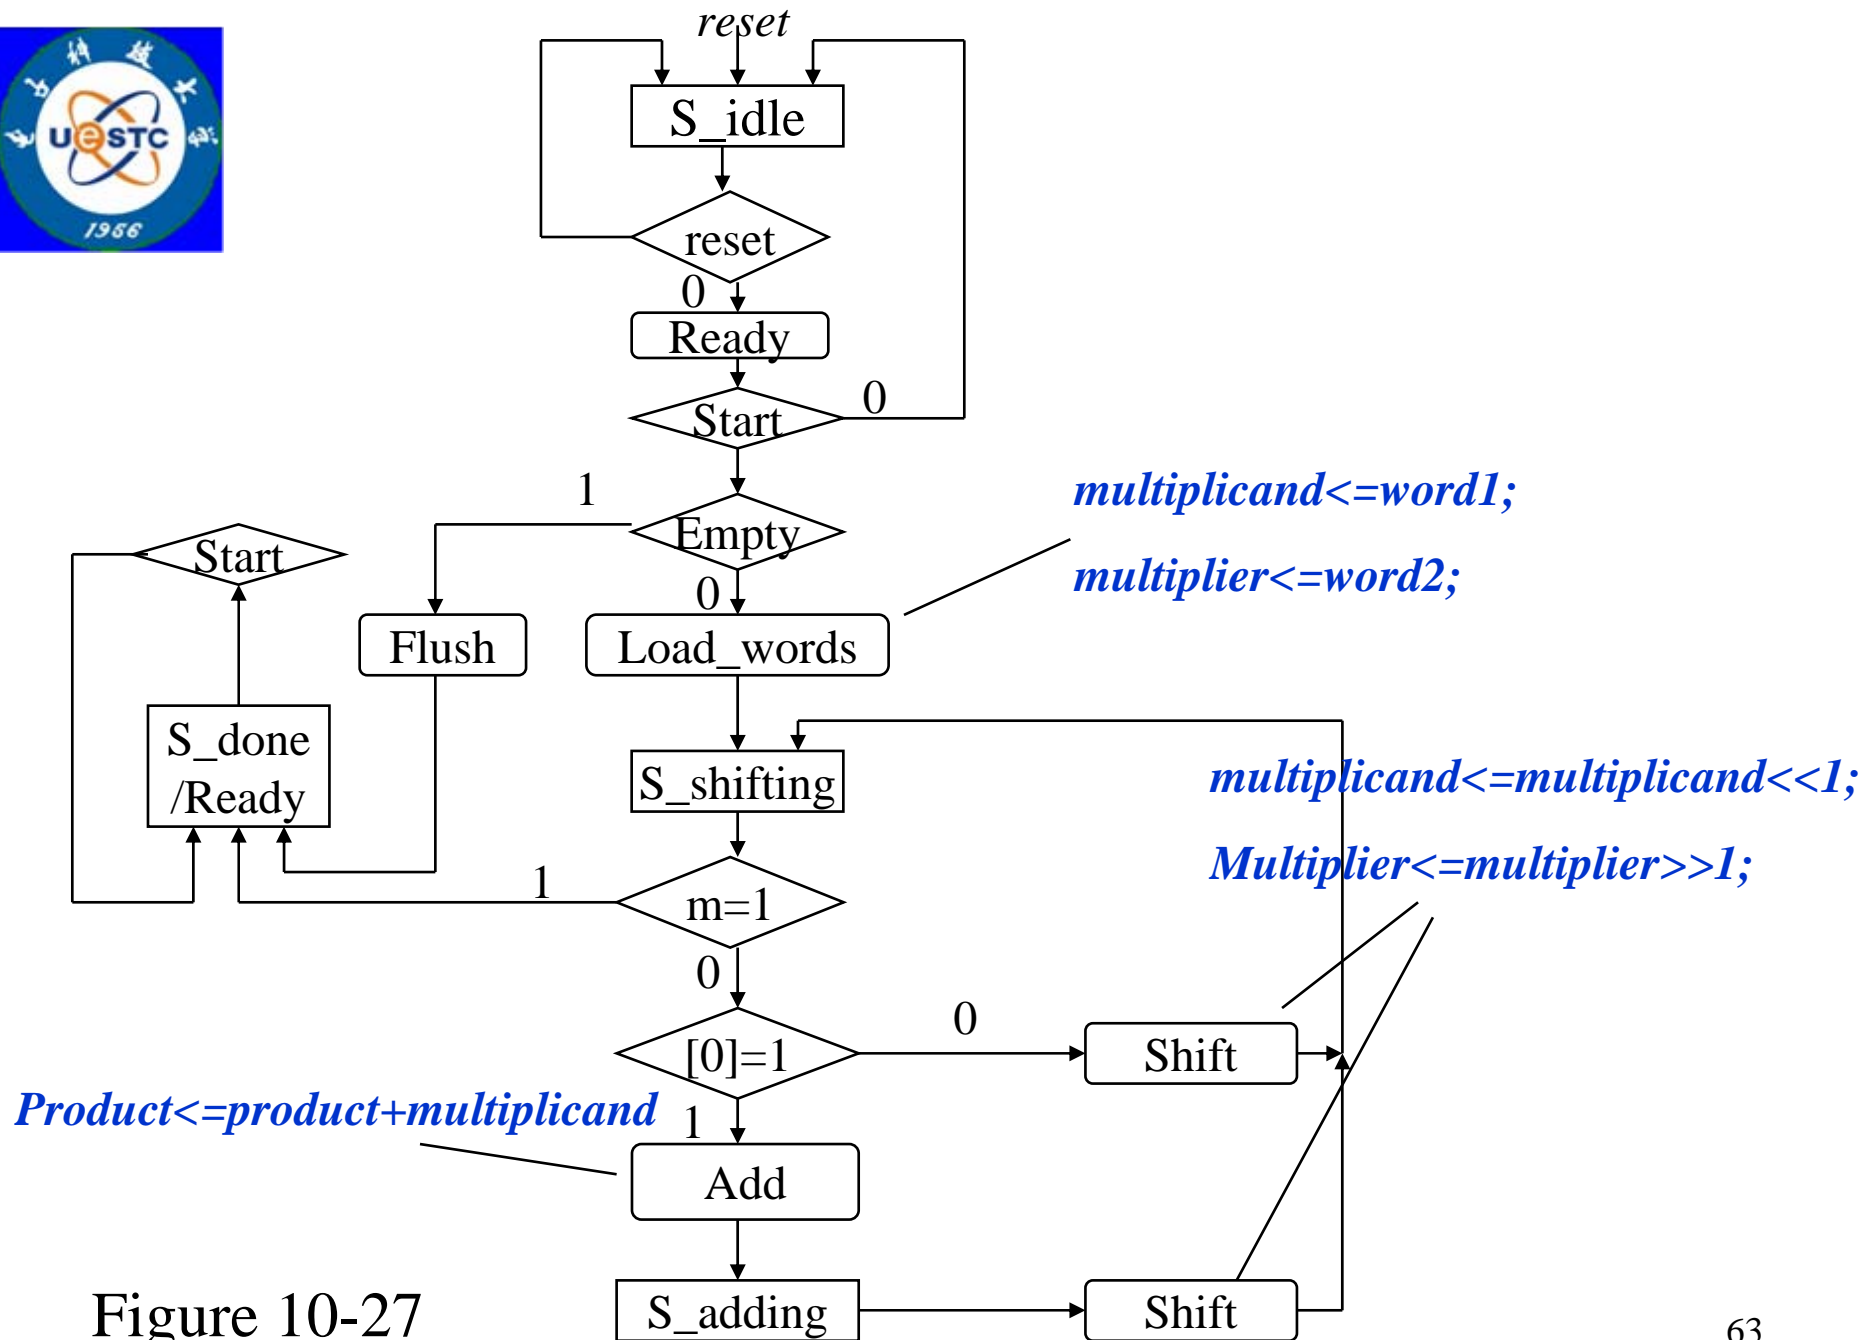 UeSTC
1956
reset
S_idle
reset
0
Ready
Start
0
1
Empty
multiplicand<=word1;
multiplier<=word2;
Start
0
Flush
Load_words
S_done
/Ready
S_shifting
multiplicand<=multiplicand<<1;
Multiplier<=multiplier>>1;
1
m=1
0
[0]=1
0
Shift
Product<=product+multiplicand
1
Add
S_adding
Shift
Figure 10-27
63